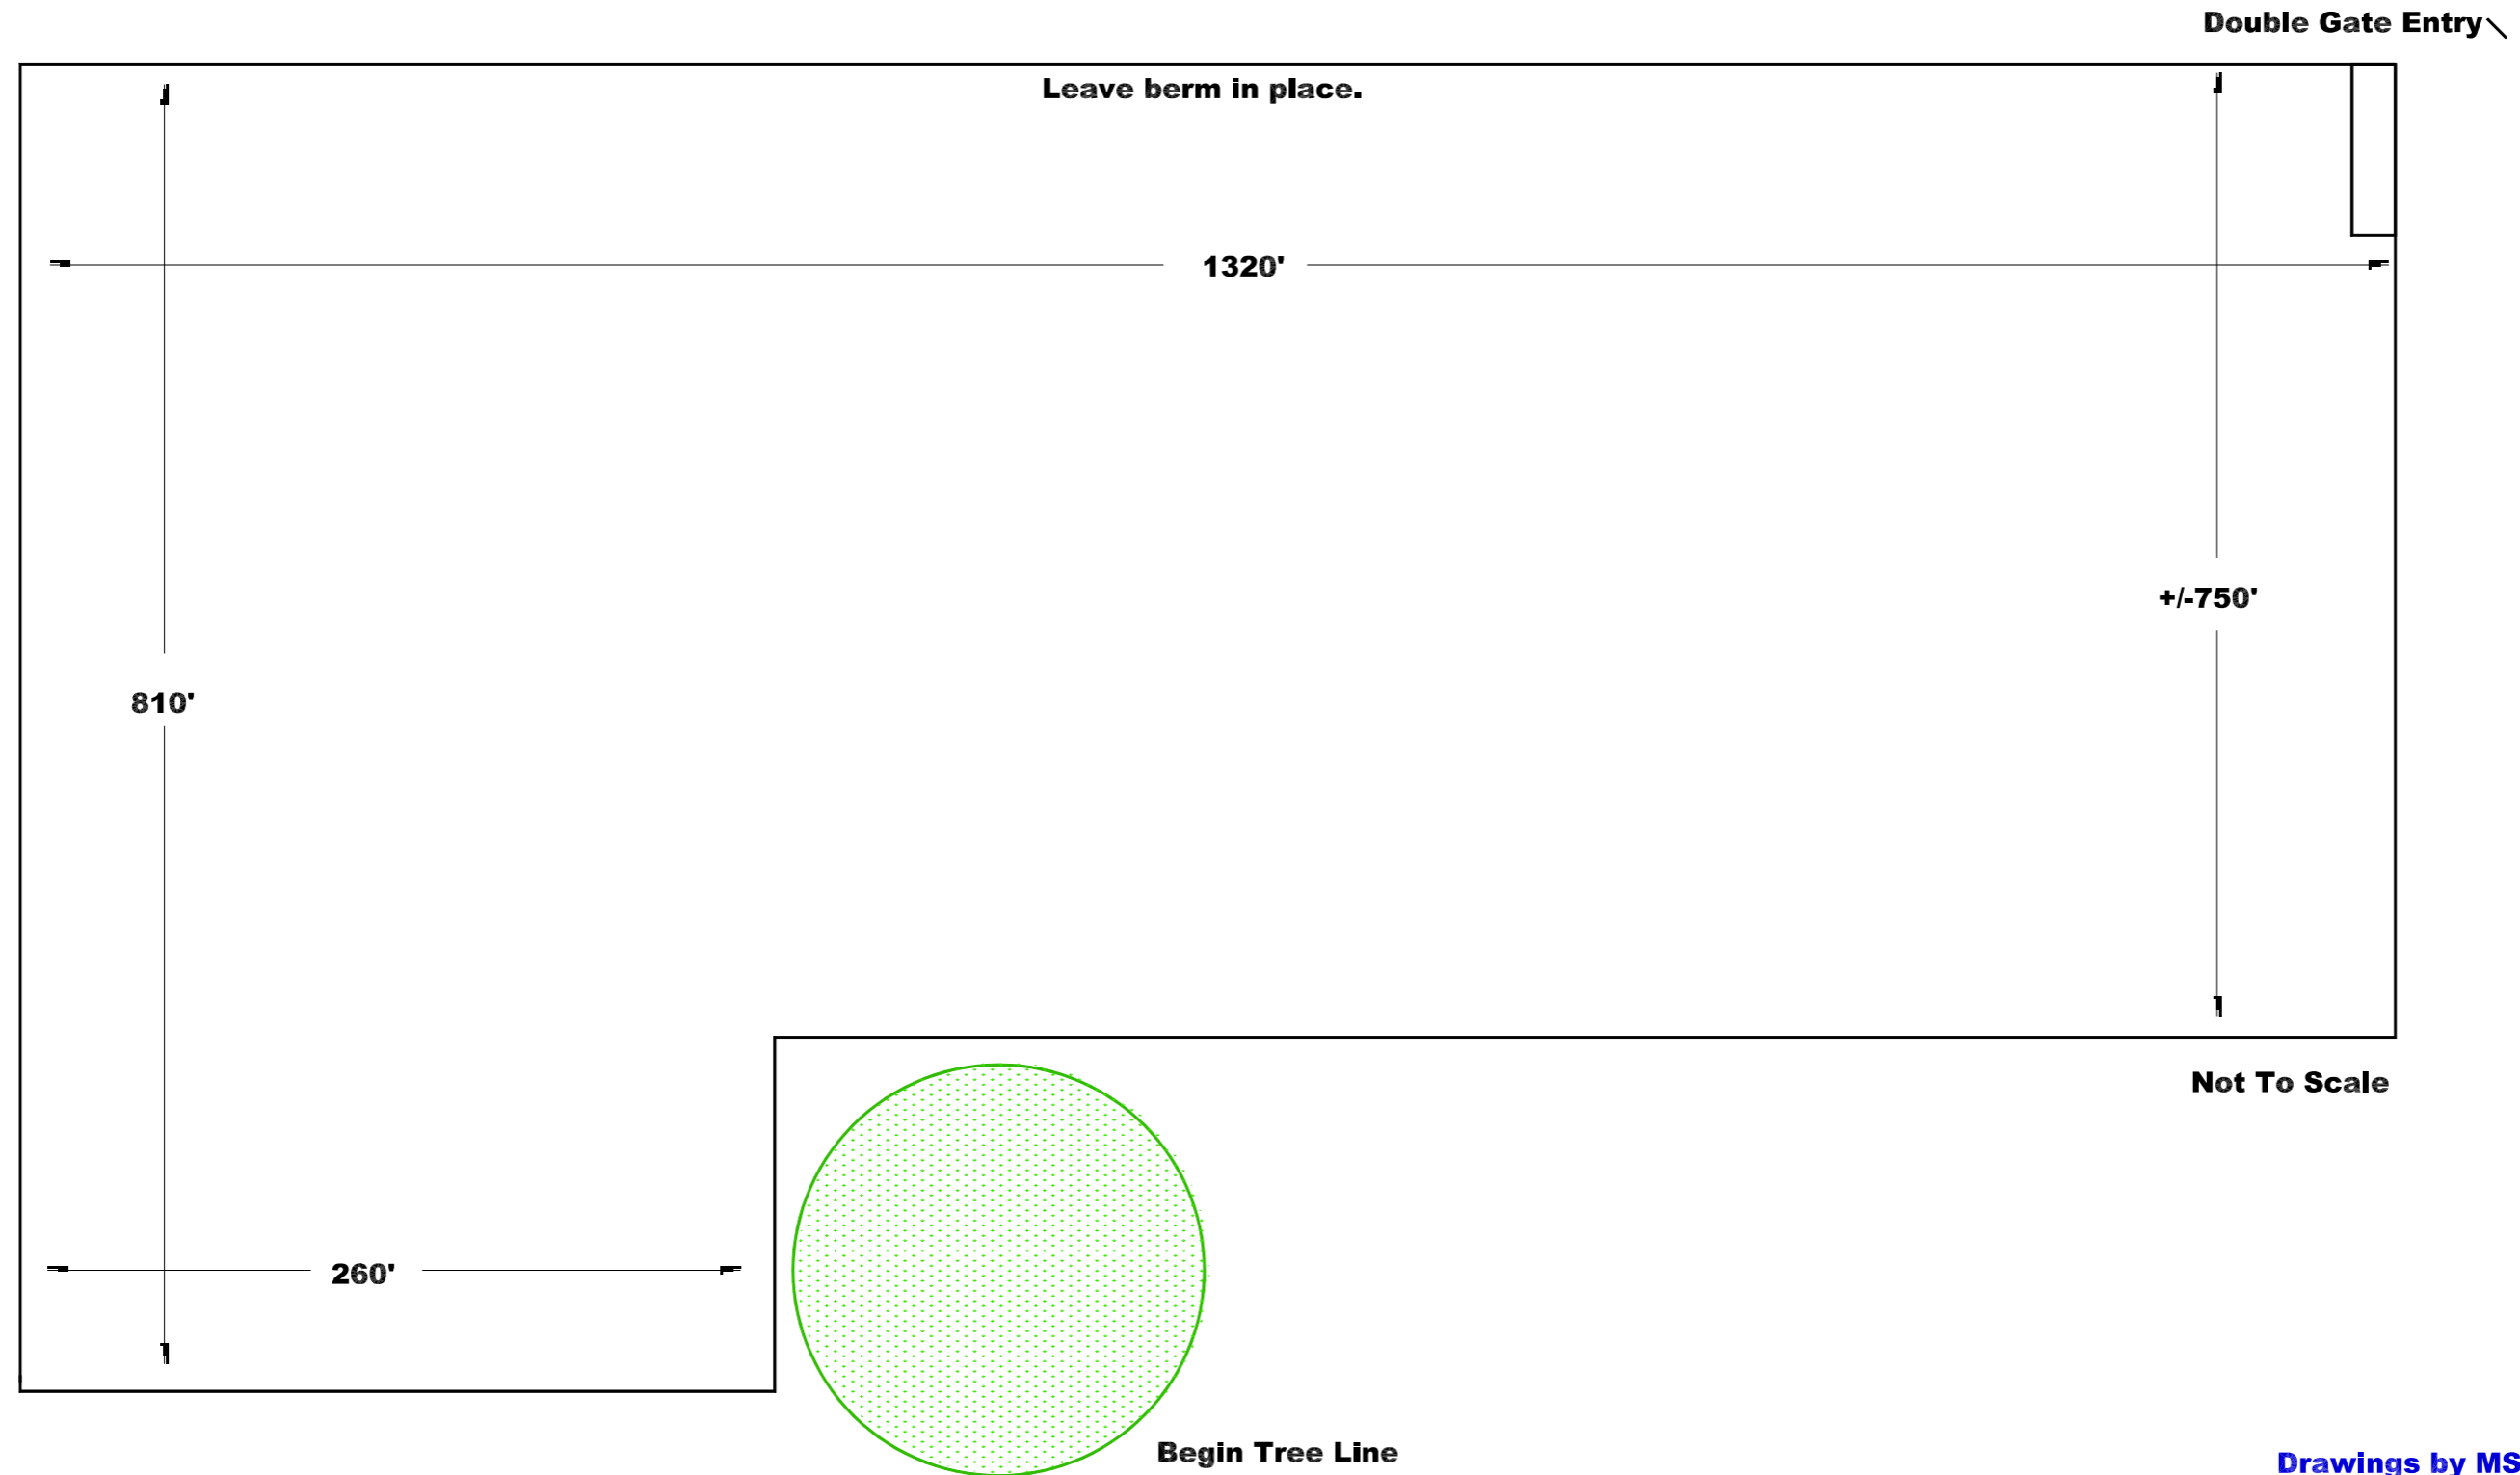 Double Gate Entry
Leave berm in place.
1320'
+/-750'
810'
Not To Scale
260'
Begin Tree Line
Drawings by MS